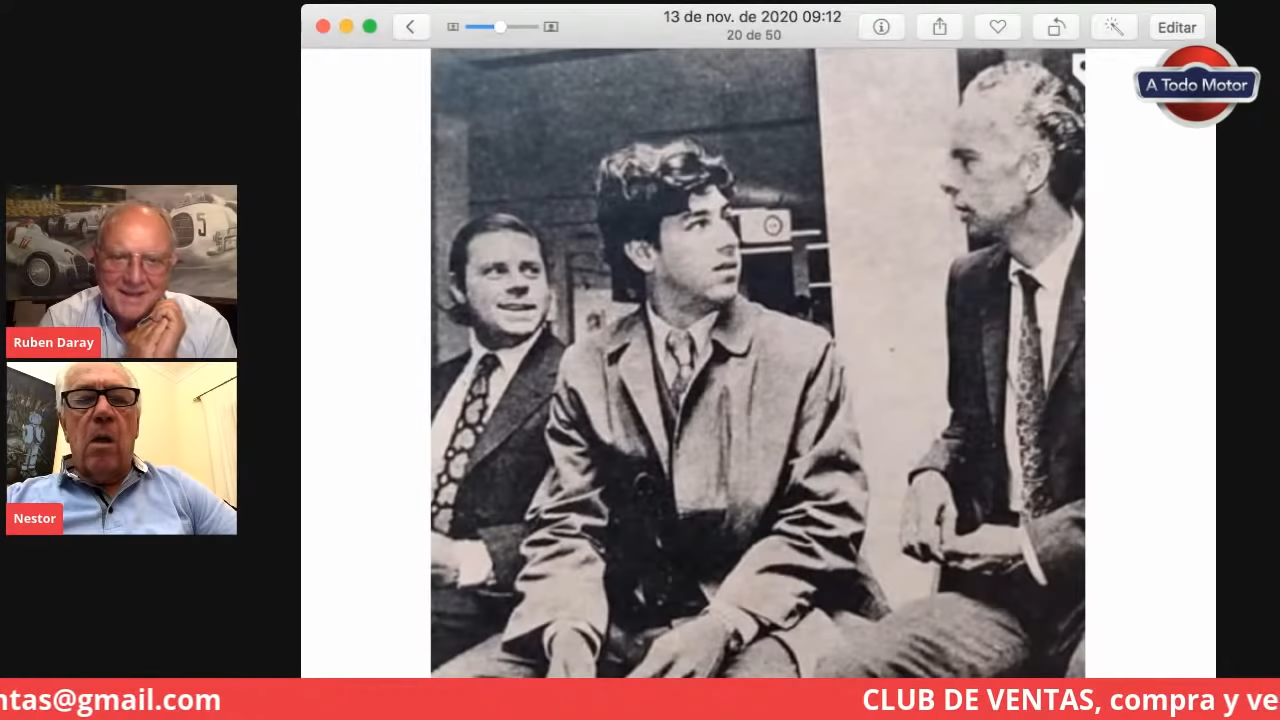 13 de nov. de 2020 09:12
20 de 50
Editar
A Todo Motor
5
Ruben Daray
Nestor
ntas@gmail.com
CLUB DE VENTAS, compra y ve